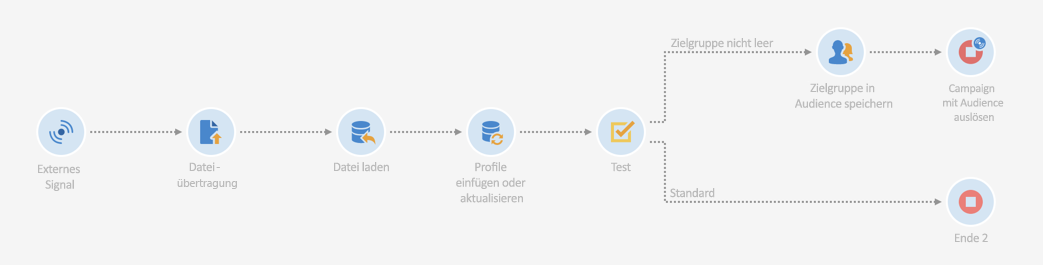 Zielgruppe nicht leer
Zielgruppe in
Audience speichern
Campaign
mit Audience
auslösen
Externes
Signal
Datei-
übertragung
Datei laden
Profile
einfügen oder
aktualisieren
Test
Standard
Ende 2